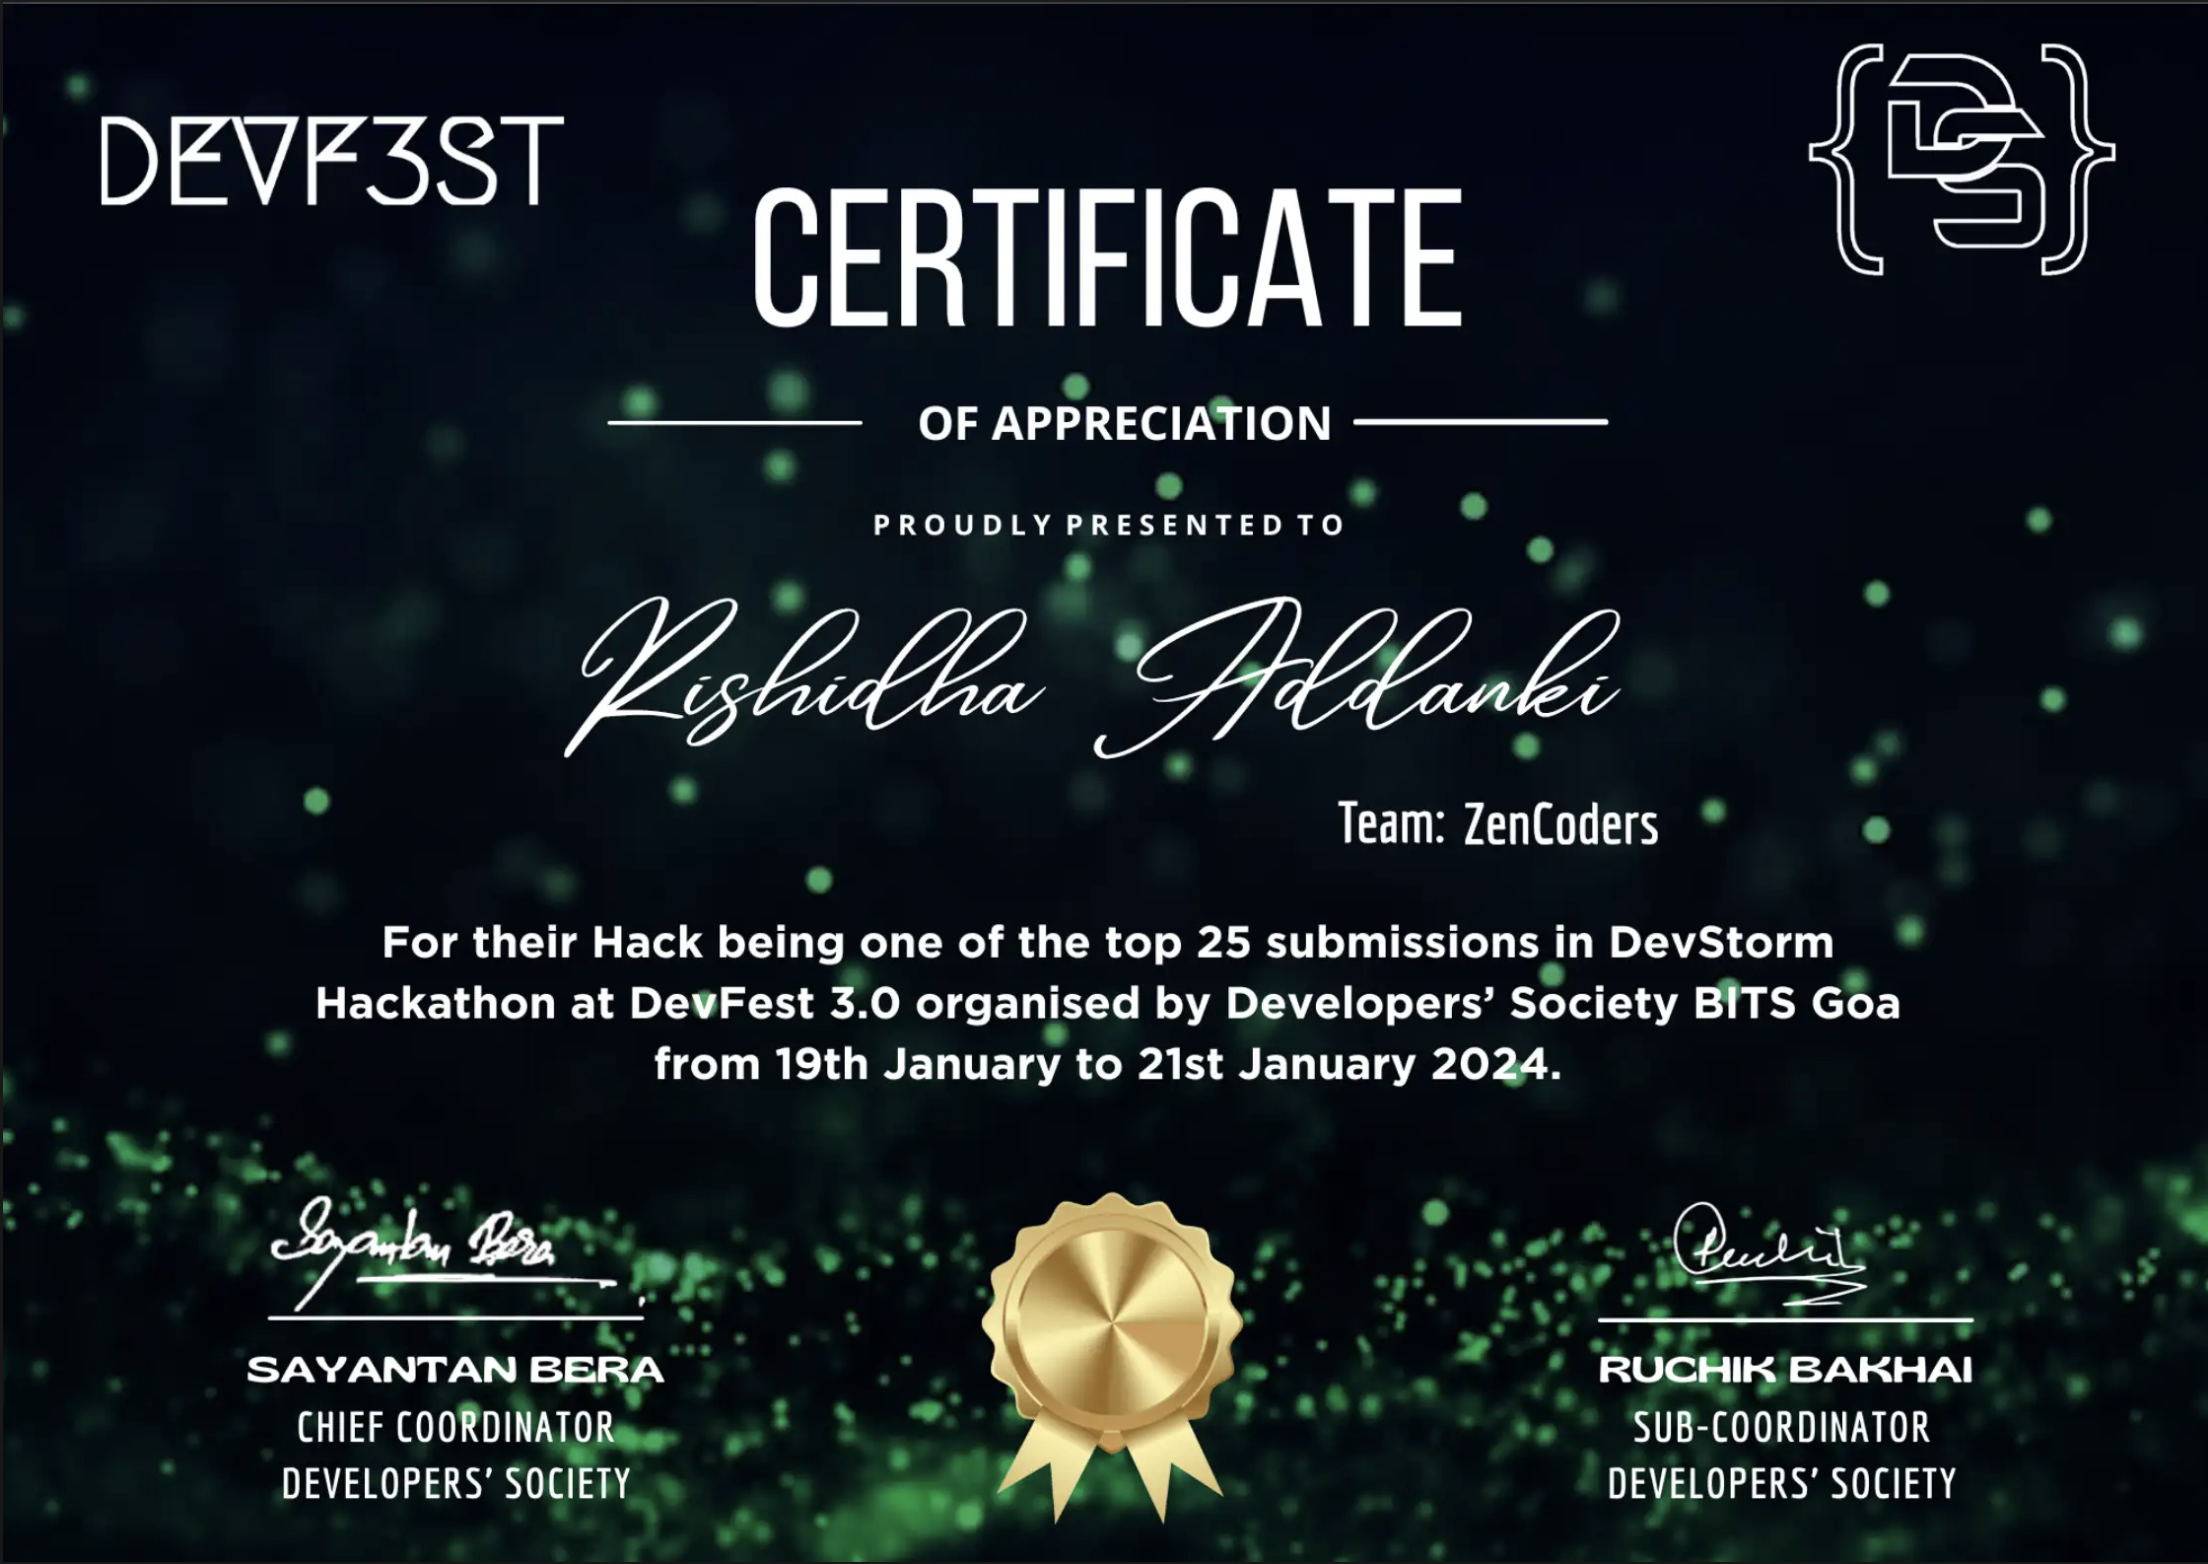 DEVF3ST
DS
CERTIFICATE
OF APPRECIATION
PROUDLY PRESENTED TO
Rishidha Addanki
Team: ZenCoders
For their Hack being one of the top 25 submissions in DevStorm
Hackathon at DevFest 3.0 organised by Developers’ Society BITS Goa
from 19th January to 21st January 2024.
Sayantan Bera
Ruchik
SAYANTAN BERA
CHIEF COORDINATOR
DEVELOPERS’ SOCIETY
RUCHIK BAKHAI
SUB-COORDINATOR
DEVELOPERS’ SOCIETY